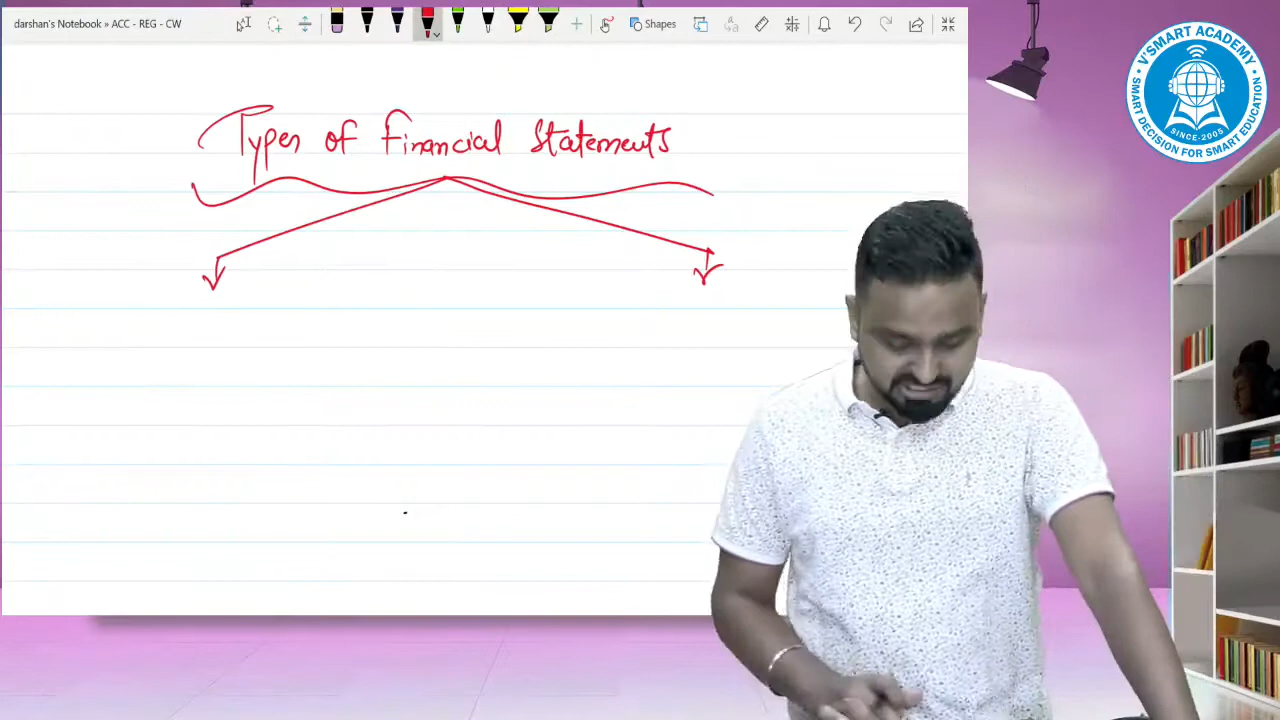 darshan's Notebook » ACC - REG - CW
Shapes
Types of Financial Statements
V'SMART ACADEMY
SINCE-2005
SMART DECISION FOR SMART EDUCATION